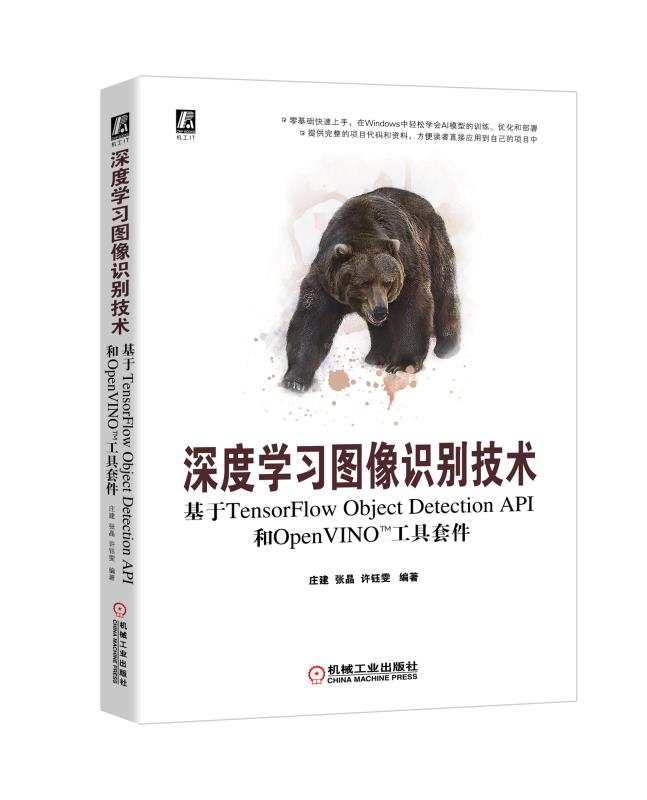 机工IT
深度学习图像识别技术
基于TensorFlow Object Detection API
和OpenVINO™工具套件
庄建 张晶 许钰雯 编著
机械工业出版社
CHINA MACHINE PRESS
机工IT
零基础快速上手，在Windows中轻松学会AI模型的训练、优化和部署
提供完整的项目代码和资料，方便读者直接应用到自己的项目中
深度学习图像识别技术
基于TensorFlow Object Detection API
和OpenVINO™工具套件
庄建 张晶 许钰雯 编著
机械工业出版社
CHINA MACHINE PRESS